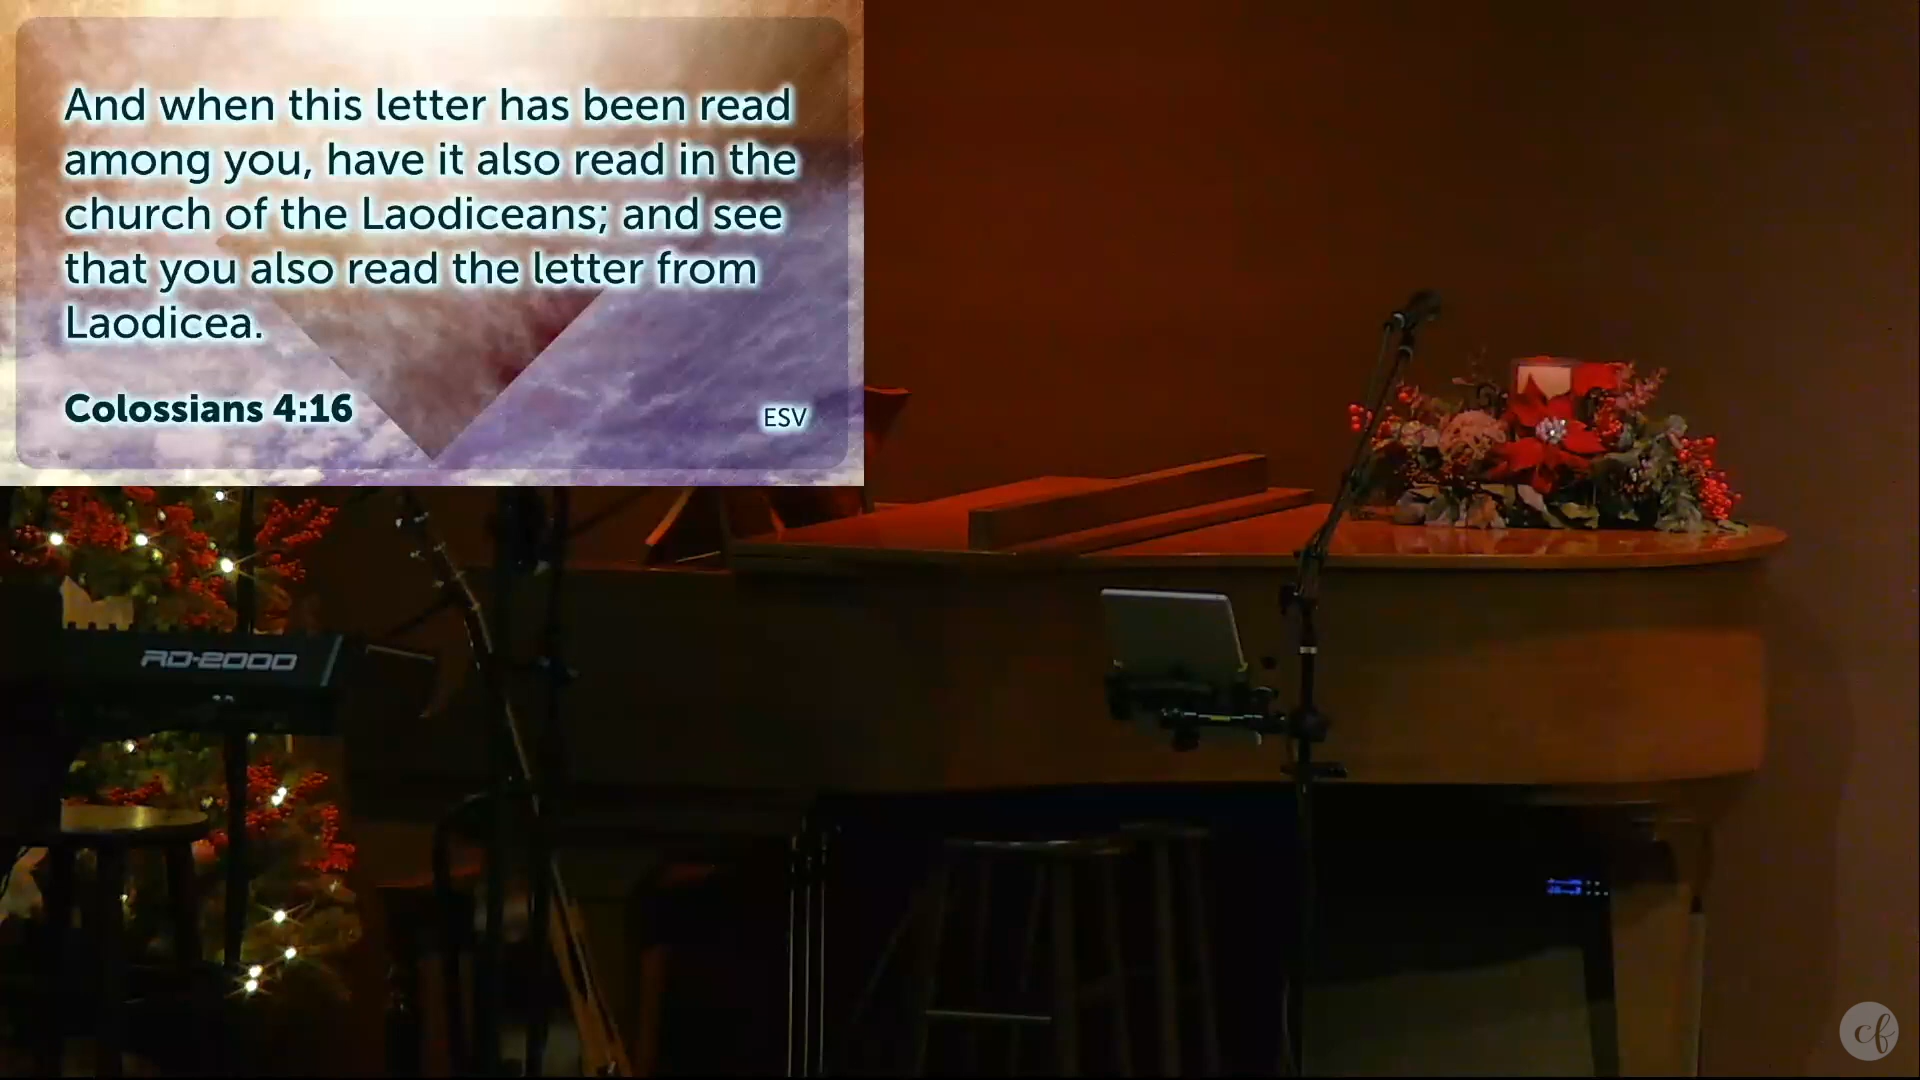 And when this letter has been read
among you, have it also read in the
church of the Laodiceans; and see
that you also read the letter from
Laodicea.
Colossians 4:16
ESV
RD-2000
cf